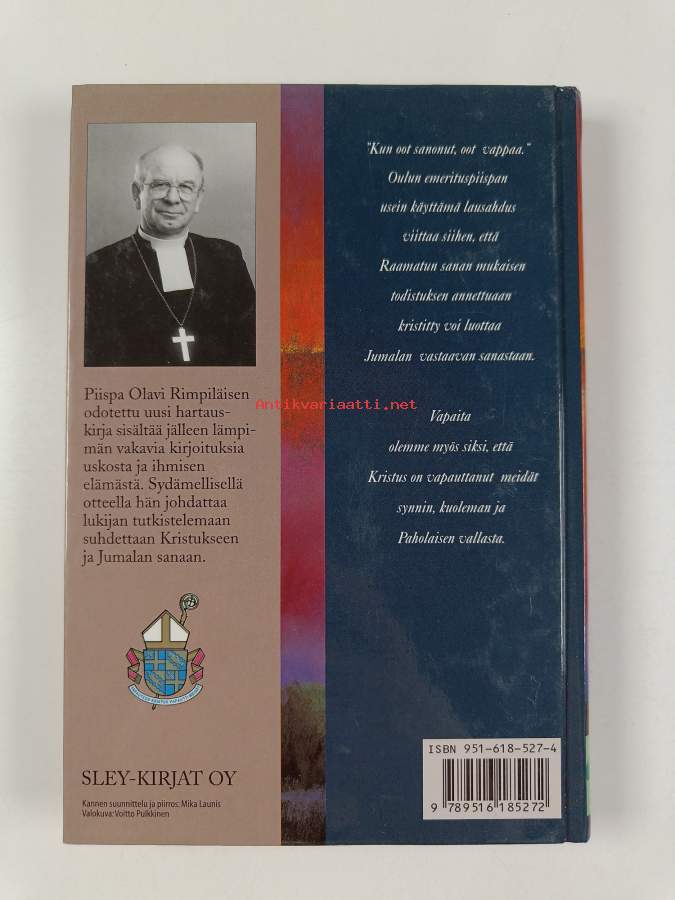 Piispa Olavi Rimpiläisen
odotettu uusi hartaus-
kirja sisältää jälleen lämpi-
män vakavia kirjoituksia
uskosta ja ihmisen
elämästä. Sydämellisellä
otteella hän johdattaa
lukijan tutkistelemaan
suhdettaan Kristukseen
ja Jumalan sanaan.
SLEY-KIRJAT OY
Kannen suunnittelu ja piirros: Mika Launis
Valokuva: Voitto Pulkkinen
"Kun oot sanonut, oot vappaa."
Oulun emerituspiispan
usein käyttämä lausahdus
viittaa siihen, että
Raamatun sanan mukaisen
todistuksen annettuaan
kristitty voi luottaa
Jumalan vastaavan sanastaan.
Vapaita
olemme myös siksi, että
Kristus on vapauttanut meidät
synnin, kuoleman ja
Paholaisen vallasta.
ISBN 951-618-527-4
9 789516 185272
Antikvariaatti.net